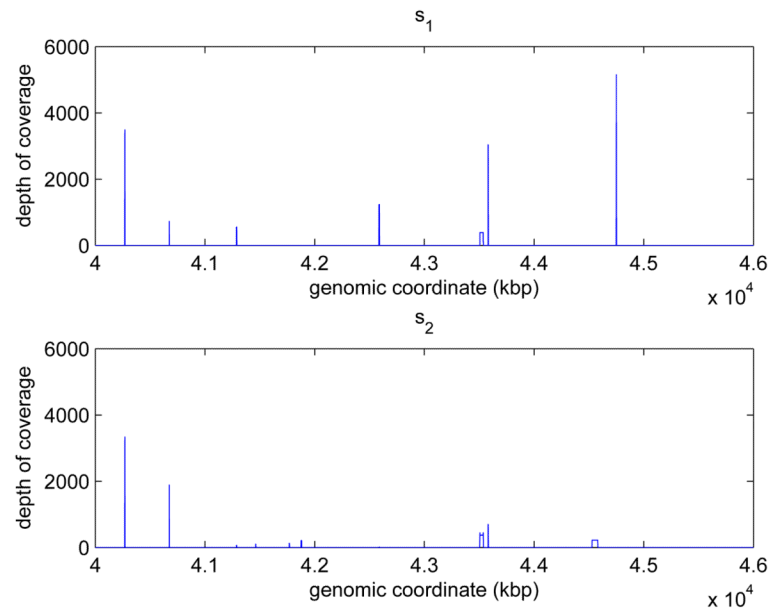 s1
6000
4000
2000
0
depth of coverage
4 4.1 4.2 4.3 4.4 4.5 4.6
genomic coordinate (kbp)
x 10^4
s2
6000
4000
2000
0
depth of coverage
4 4.1 4.2 4.3 4.4 4.5 4.6
genomic coordinate (kbp)
x 10^4